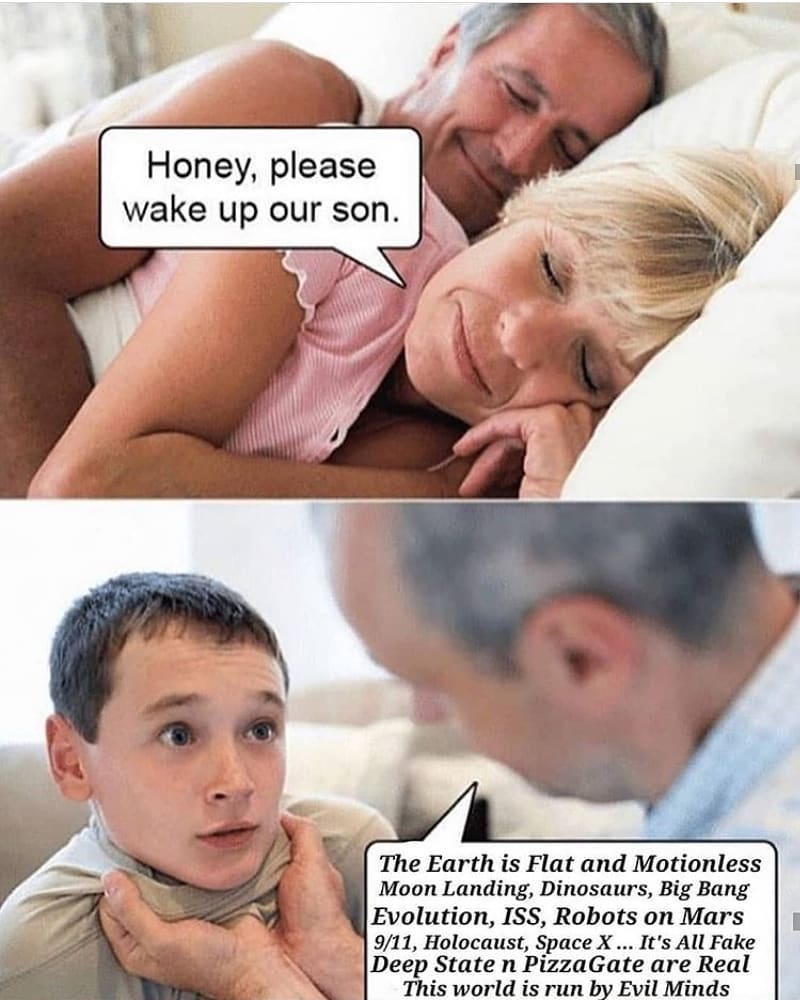 Honey, please
wake up our son.
The Earth is Flat and Motionless
Moon Landing, Dinosaurs, Big Bang
Evolution, ISS, Robots on Mars
9/11, Holocaust, Space X ... It's All Fake
Deep State n PizzaGate are Real
This world is run by Evil Minds